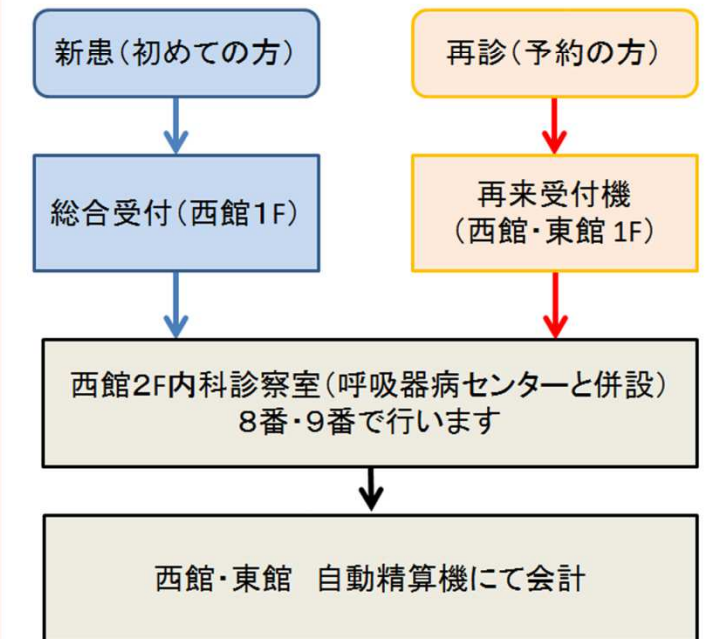 新患(初めての方)
再診(予約の方)
総合受付(西館1F)
再来受付機
(西館・東館 1F)
西館2F内科診察室(呼吸器病センターと併設)
8番・9番で行います
西館・東館　自動精算機にて会計